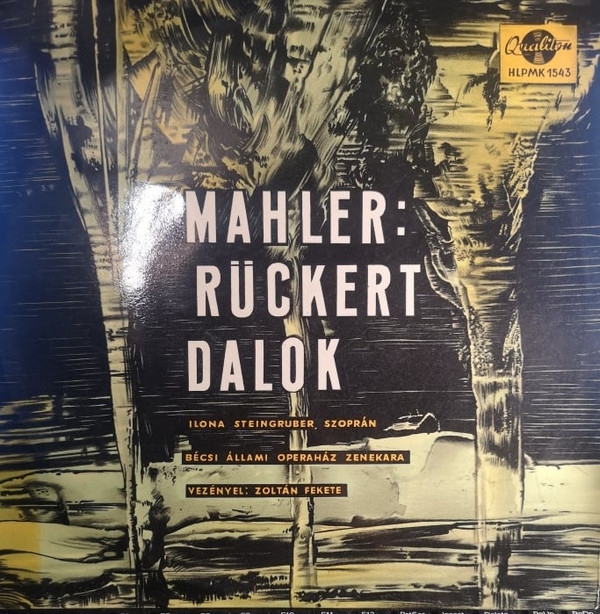 Qualiton
HLPMK 1543
MAHLER:
RÜCKERT
DALOK
ILONA STEINGRUBER, SZOPRÁN
BÉCSI ÁLLAMI OPERAHÁZ ZENEKARA
VEZÉNYEL: ZOLTÁN FEKETE